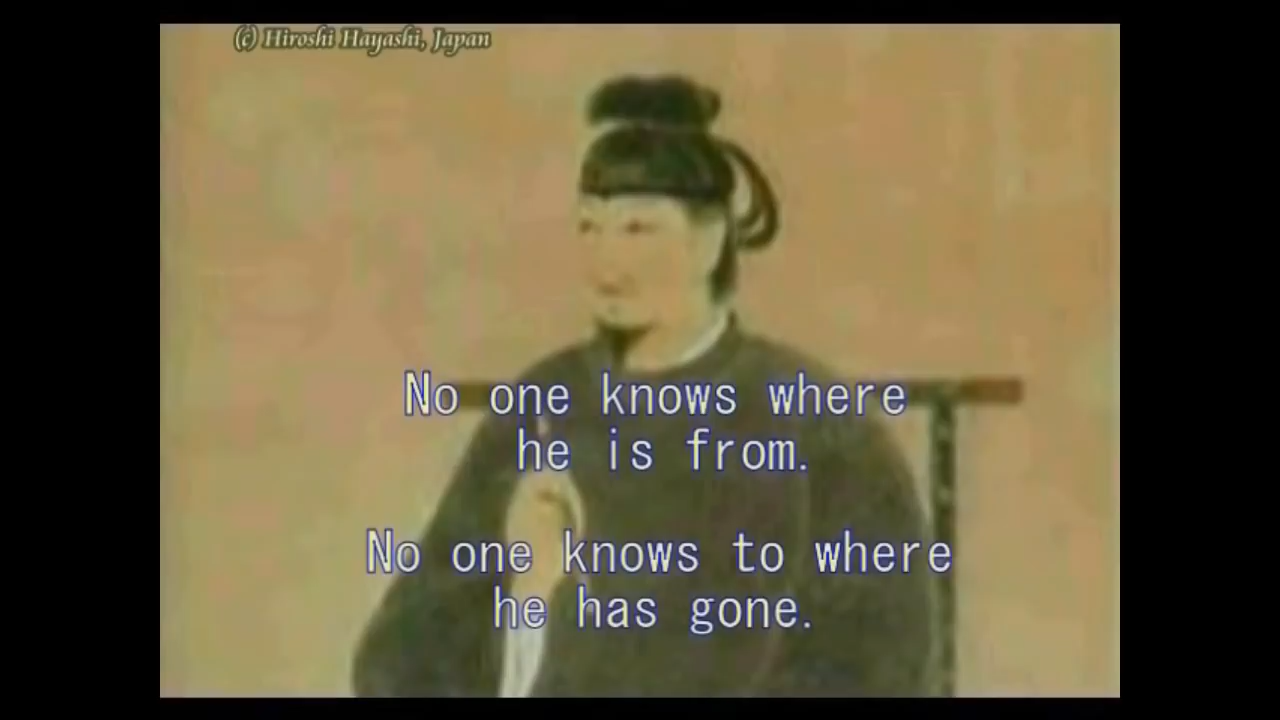 (c) Hiroshi Hayashi, Japan
No one knows where
he is from.
No one knows to where
he has gone.